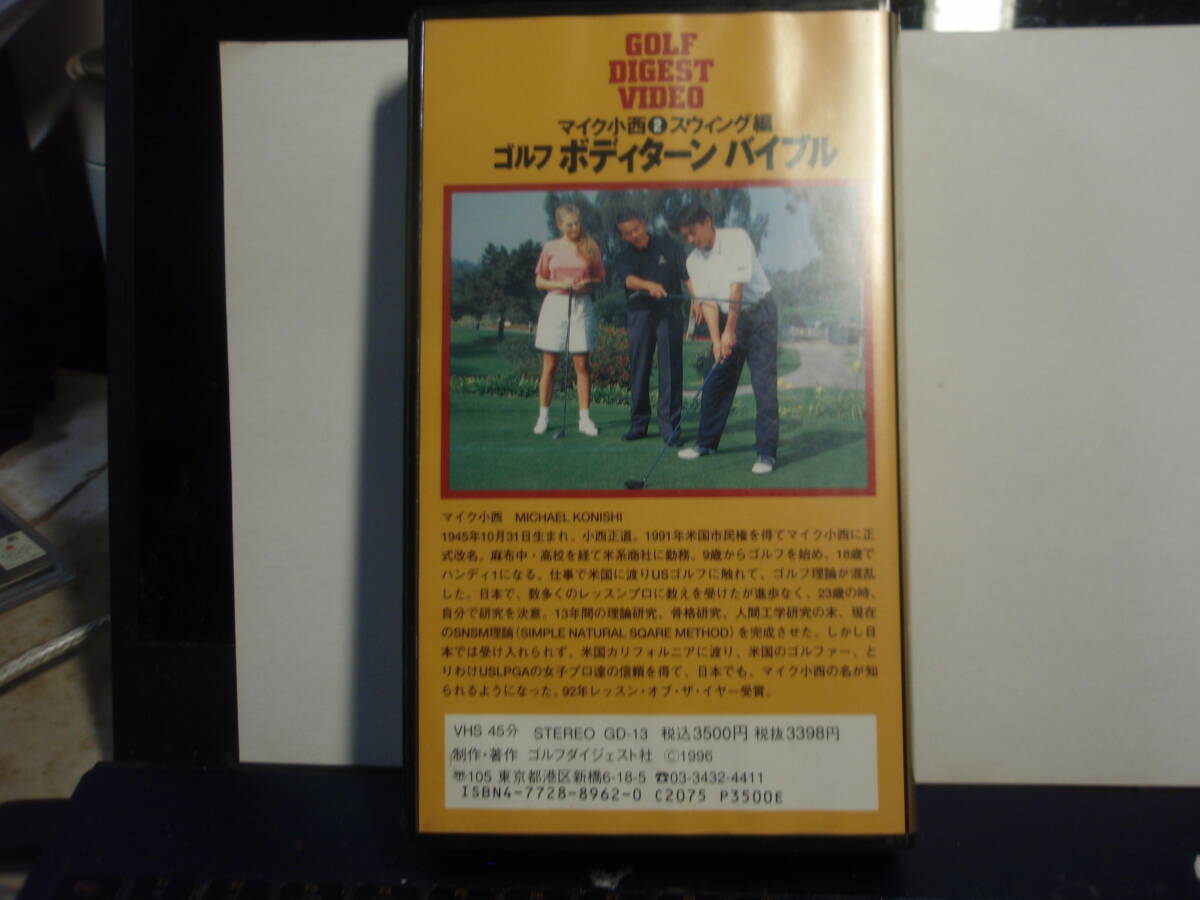 GOLF
DIGEST
VIDEO
マイク小西❷スウィング編
ゴルフ ボディターン バイブル
マイク小西 MICHAEL KONISHI
1945年10月31日生まれ。小西正道。1991年米国市民権を得てマイク小西に正
式改名。麻布中・高校を経て米系商社に勤務。9歳からゴルフを始め、18歳で
ハンディ1になる。仕事で米国に渡りUSゴルフに触れて、ゴルフ理論が混乱
した。日本で、数多くのレッスンプロに教えを受けたが進歩なく、23歳の時、
自分で研究を決意。13年間の理論研究、骨格研究、人間工学研究の末、現在
のSNSM理論(SIMPLE NATURAL SQARE METHOD)を完成させた。しかし日
本では受け入れられず、米国カリフォルニアに渡り、米国のゴルファー、と
りわけUSLPGAの女子プロ達の信頼を得て、日本でも、マイク小西の名が知
られるようになった。92年レッスン・オブ・ザ・イヤー受賞。
VHS 45分 STEREO GD-13 税込3500円 税抜3398円
制作・著作 ゴルフダイジェスト社 ©1996
〠105 東京都港区新橋6-18-5 ☎03-3432-4411
ISBN4-7728-8962-0 C2075 P3500E